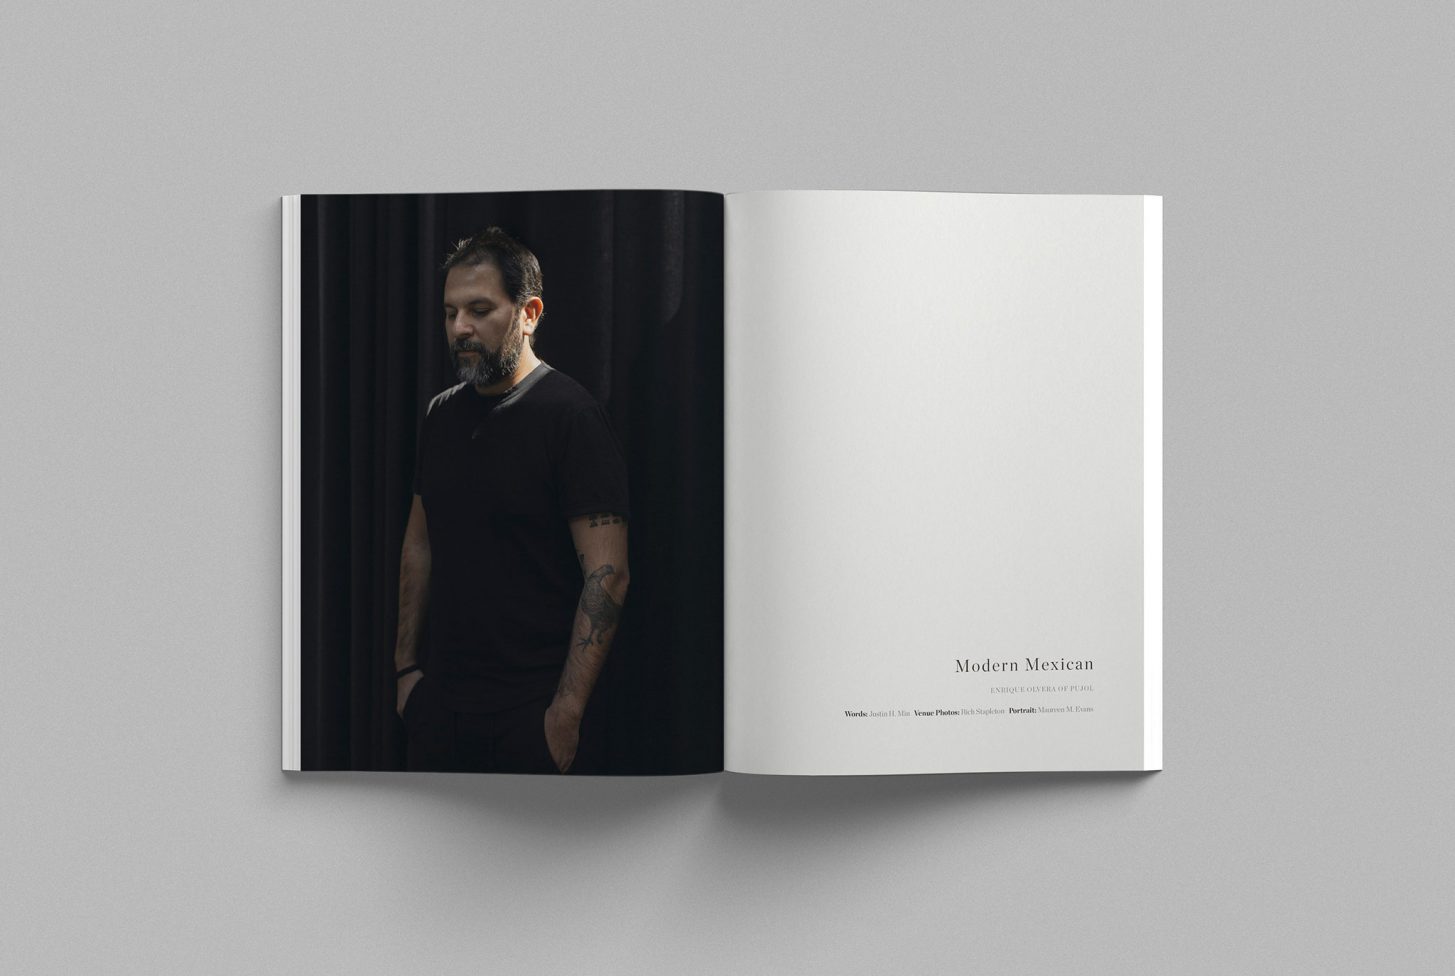 Modern Mexican
ENRIQUE OLVERA OF PUJOL
Words: Justin H. Min Venue Photos: Rich Stapleton Portrait: Maureen M. Evans